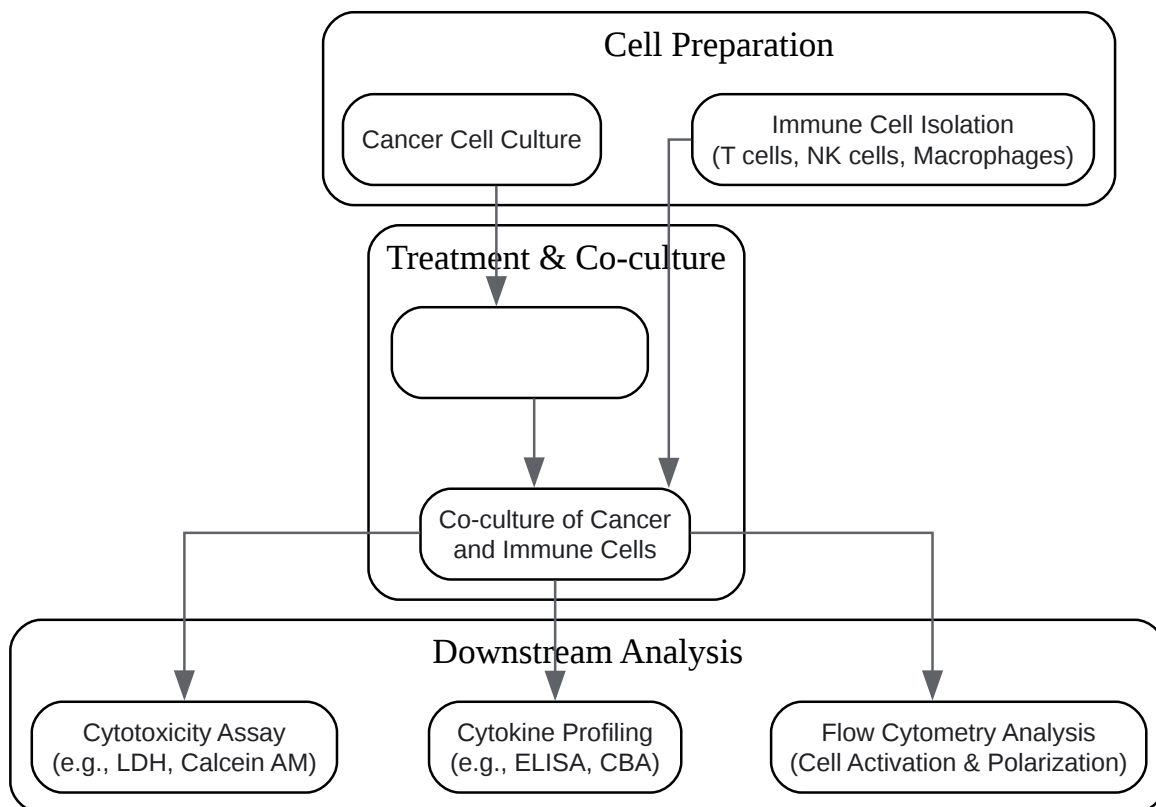 Cell Preparation
Cancer Cell Culture
Immune Cell Isolation
(T cells, NK cells, Macrophages)
Treatment & Co-culture
Co-culture of Cancer
and Immune Cells
Downstream Analysis
Cytotoxicity Assay
(e.g., LDH, Calcein AM)
Cytokine Profiling
(e.g., ELISA, CBA)
Flow Cytometry Analysis
(Cell Activation & Polarization)